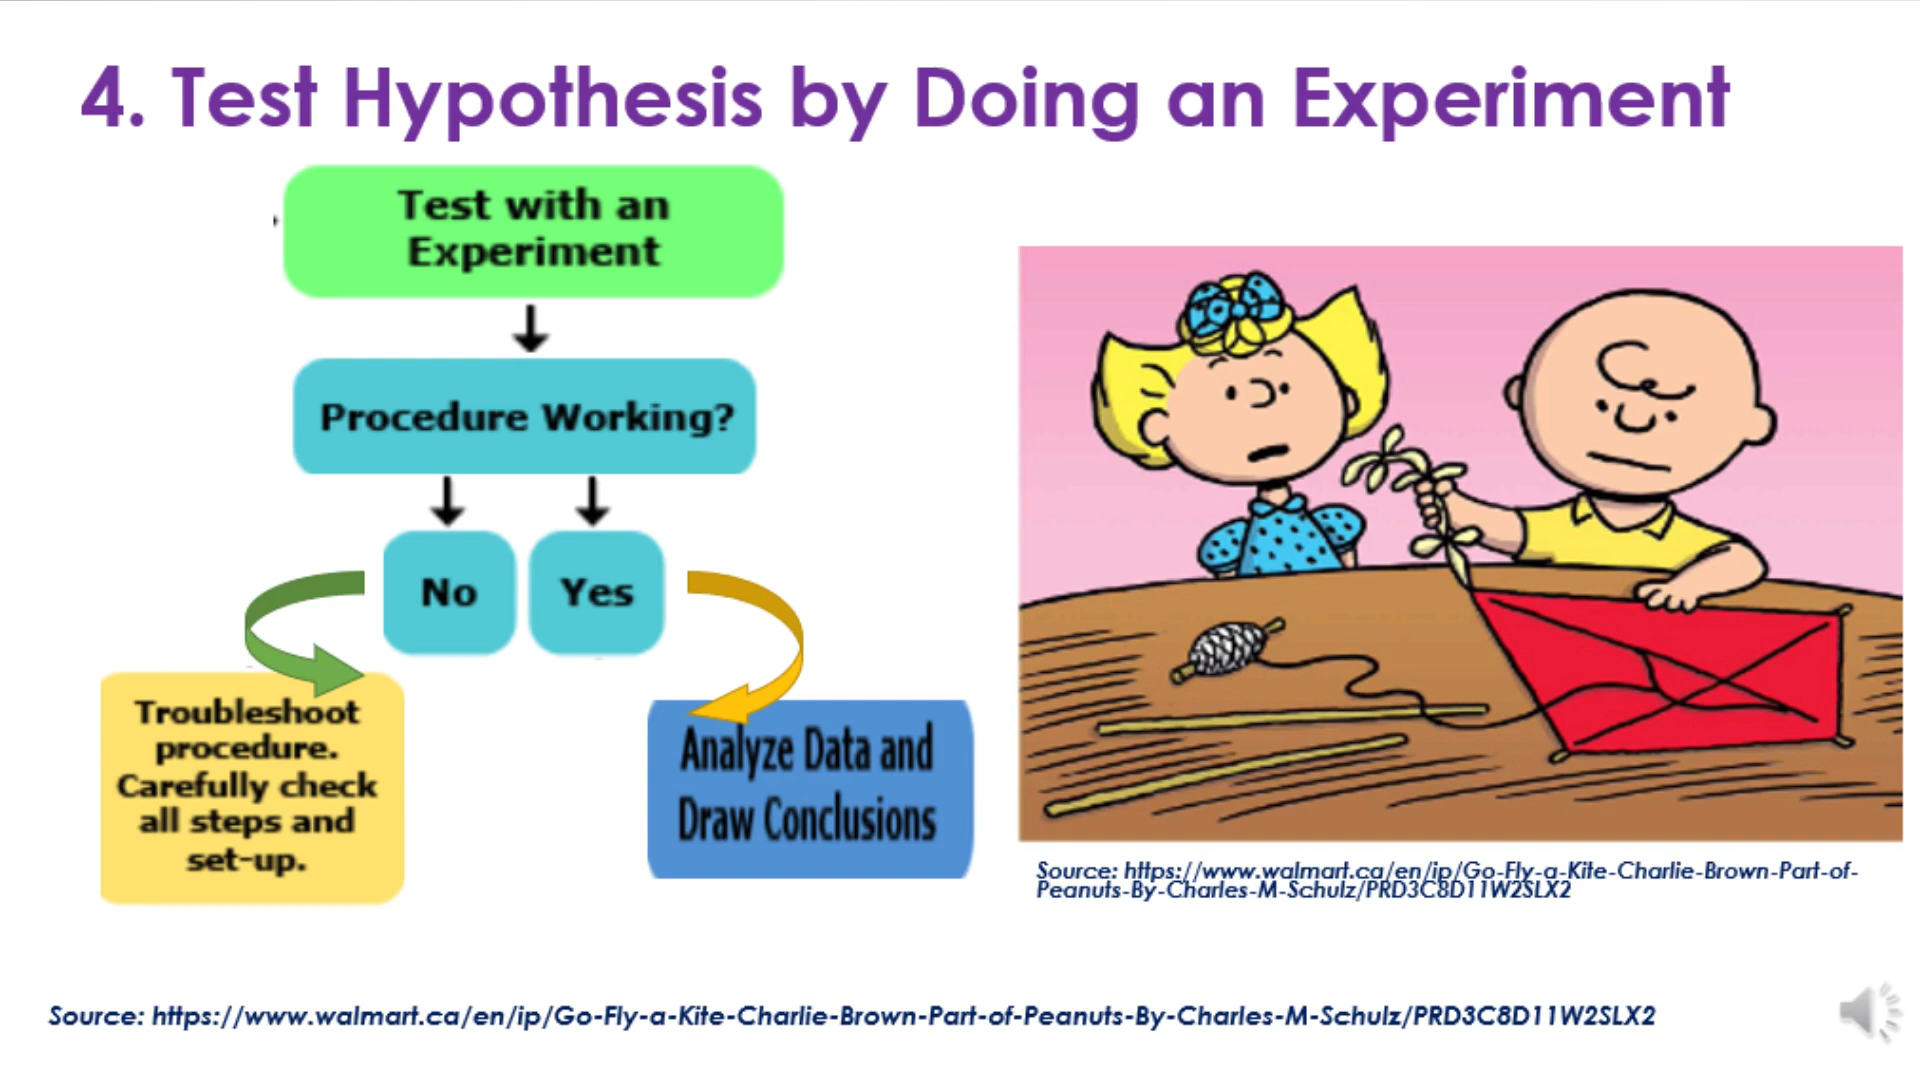 4. Test Hypothesis by Doing an Experiment
Test with an
Experiment
Procedure Working?
No
Yes
Troubleshoot
procedure.
Carefully check
all steps and
set-up.
Analyze Data and
Draw Conclusions
Source: https://www.walmart.ca/en/ip/Go-Fly-a-Kite-Charlie-Brown-Part-of-
Peanuts-By-Charles-M-Schulz/PRD3C8D11W2SLX2
Source: https://www.walmart.ca/en/ip/Go-Fly-a-Kite-Charlie-Brown-Part-of-Peanuts-By-Charles-M-Schulz/PRD3C8D11W2SLX2